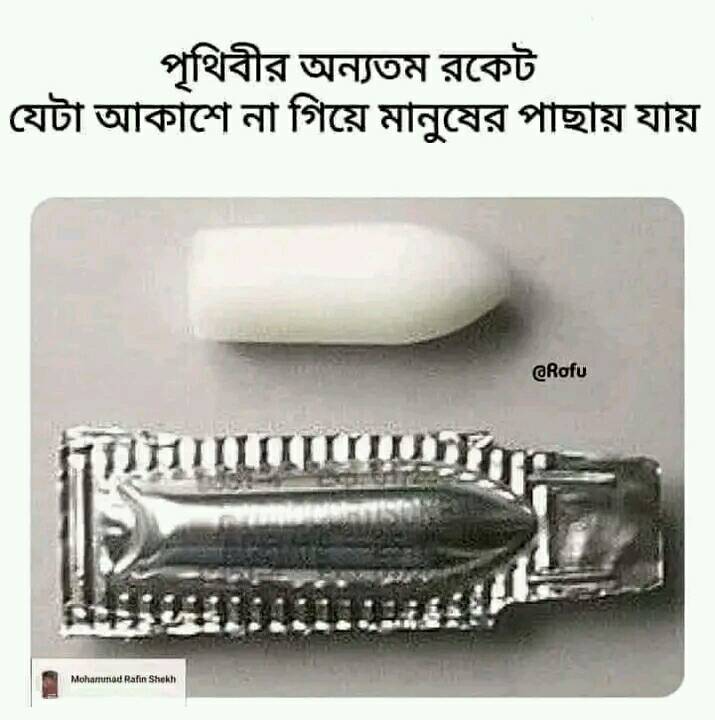 পৃথিবীর অন্যতম রকেট
যেটা আকাশে না গিয়ে মানুষের পাছায় যায়
@Rofu
Mohammad Rafin Shekh